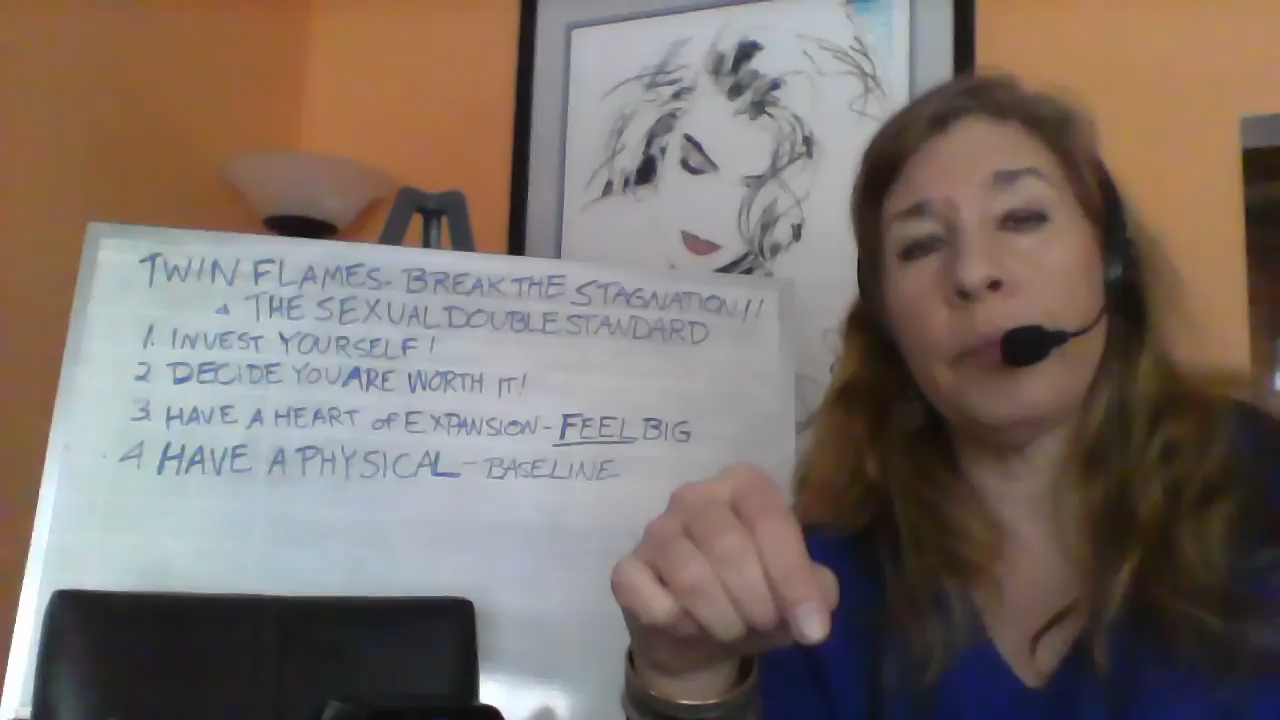 TWIN FLAMES - BREAK THE STAGNATION!!
& THE SEXUAL DOUBLE STANDARD
1. INVEST YOURSELF!
2 DECIDE YOU ARE WORTH IT!
3. HAVE A HEART of EXPANSION - FEEL BIG
4 HAVE A PHYSICAL - BASELINE